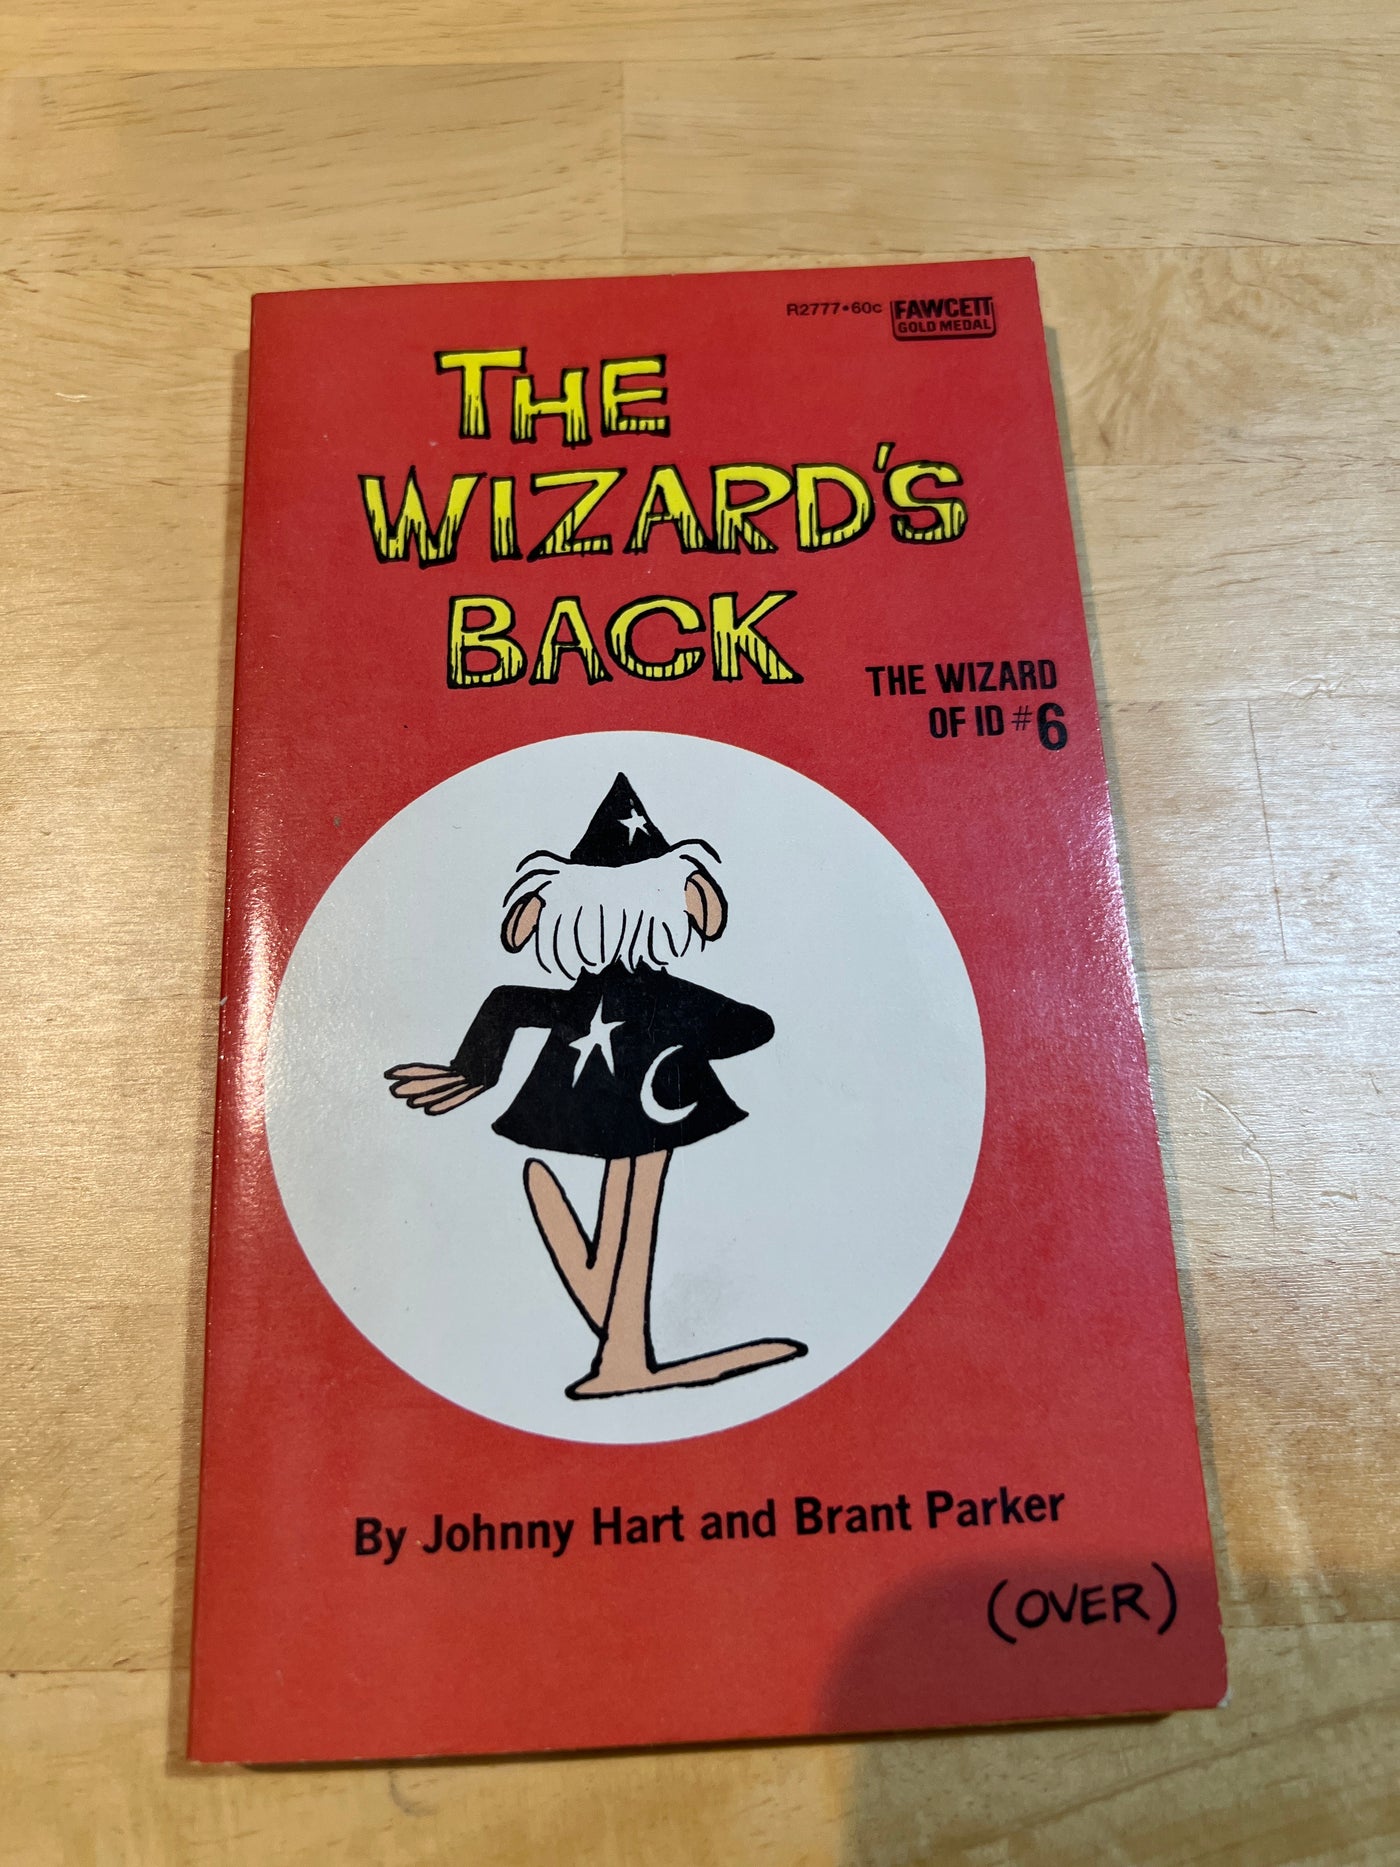 R2777•60c FAWCETT
GOLD MEDAL
THE
WIZARD'S
BACK
THE WIZARD
OF ID #6
By Johnny Hart and Brant Parker
(OVER)